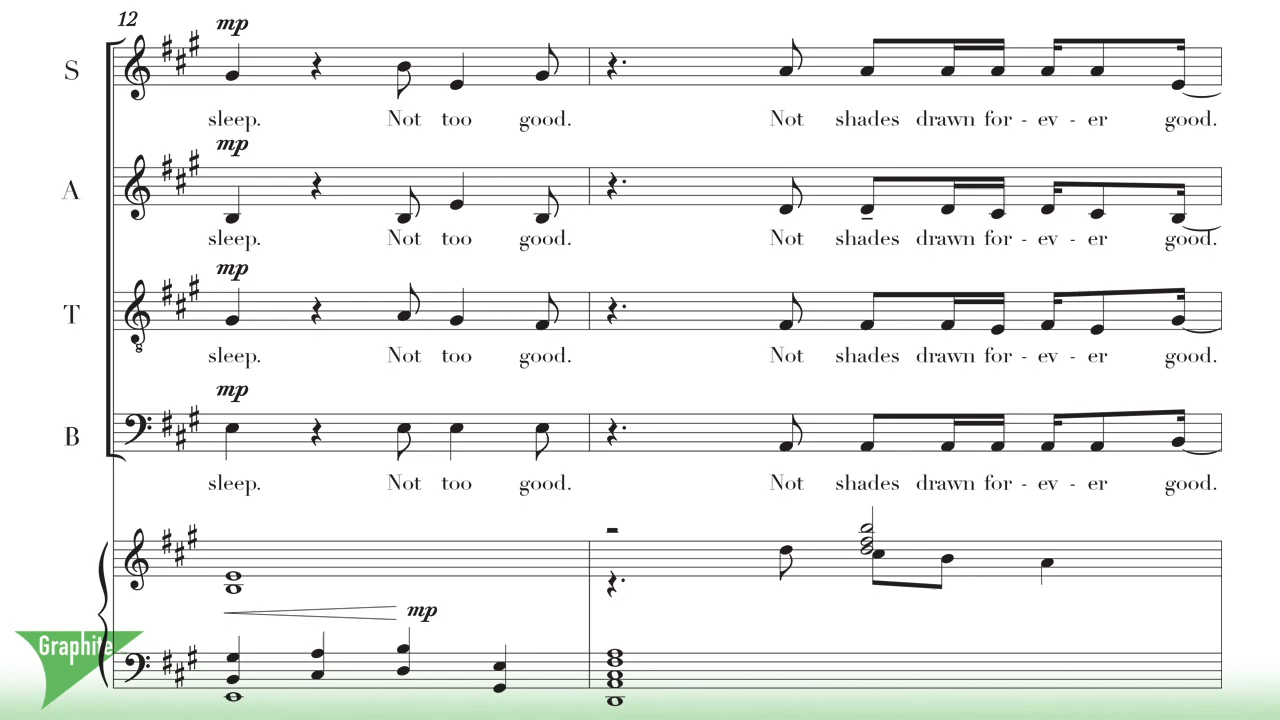 12
mp
S
sleep. Not too good. Not shades drawn for - ev - er good.
mp
A
sleep. Not too good. Not shades drawn for - ev - er good.
mp
T
8
sleep. Not too good. Not shades drawn for - ev - er good.
mp
B
sleep. Not too good. Not shades drawn for - ev - er good.
mp
Graphite